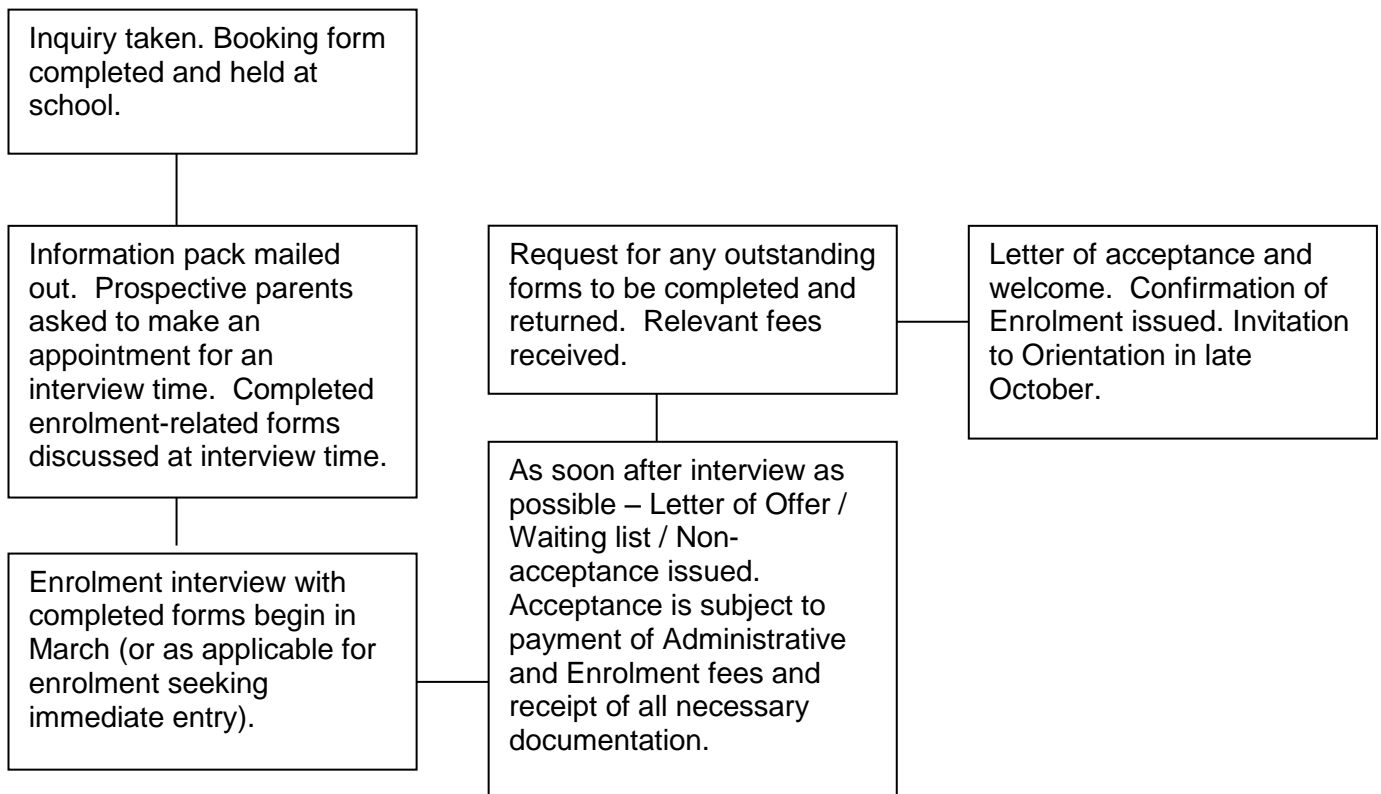 Inquiry taken. Booking form
completed and held at
school.
Information pack mailed
out.  Prospective parents
asked to make an
appointment for an
interview time.  Completed
enrolment-related forms
discussed at interview time.
Enrolment interview with
completed forms begin in
March (or as applicable for
enrolment seeking
immediate entry).
As soon after interview as
possible – Letter of Offer /
Waiting list / Non-
acceptance issued.
Acceptance is subject to
payment of Administrative
and Enrolment fees and
receipt of all necessary
documentation.
Request for any outstanding
forms to be completed and
returned.  Relevant fees
received.
Letter of acceptance and
welcome.  Confirmation of
Enrolment issued. Invitation
to Orientation in late
October.